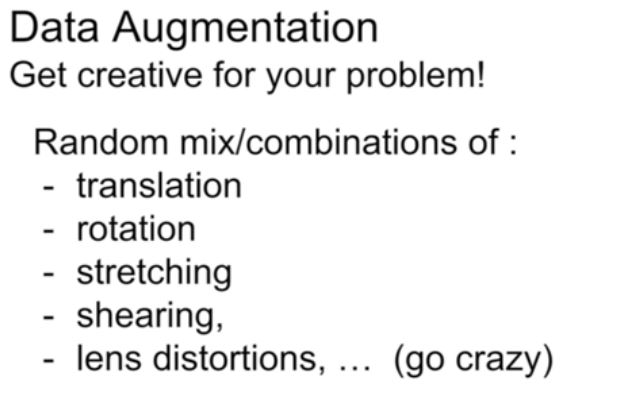 Data Augmentation
Get creative for your problem!
Random mix/combinations of :
- translation
- rotation
- stretching
- shearing,
- lens distortions, … (go crazy)